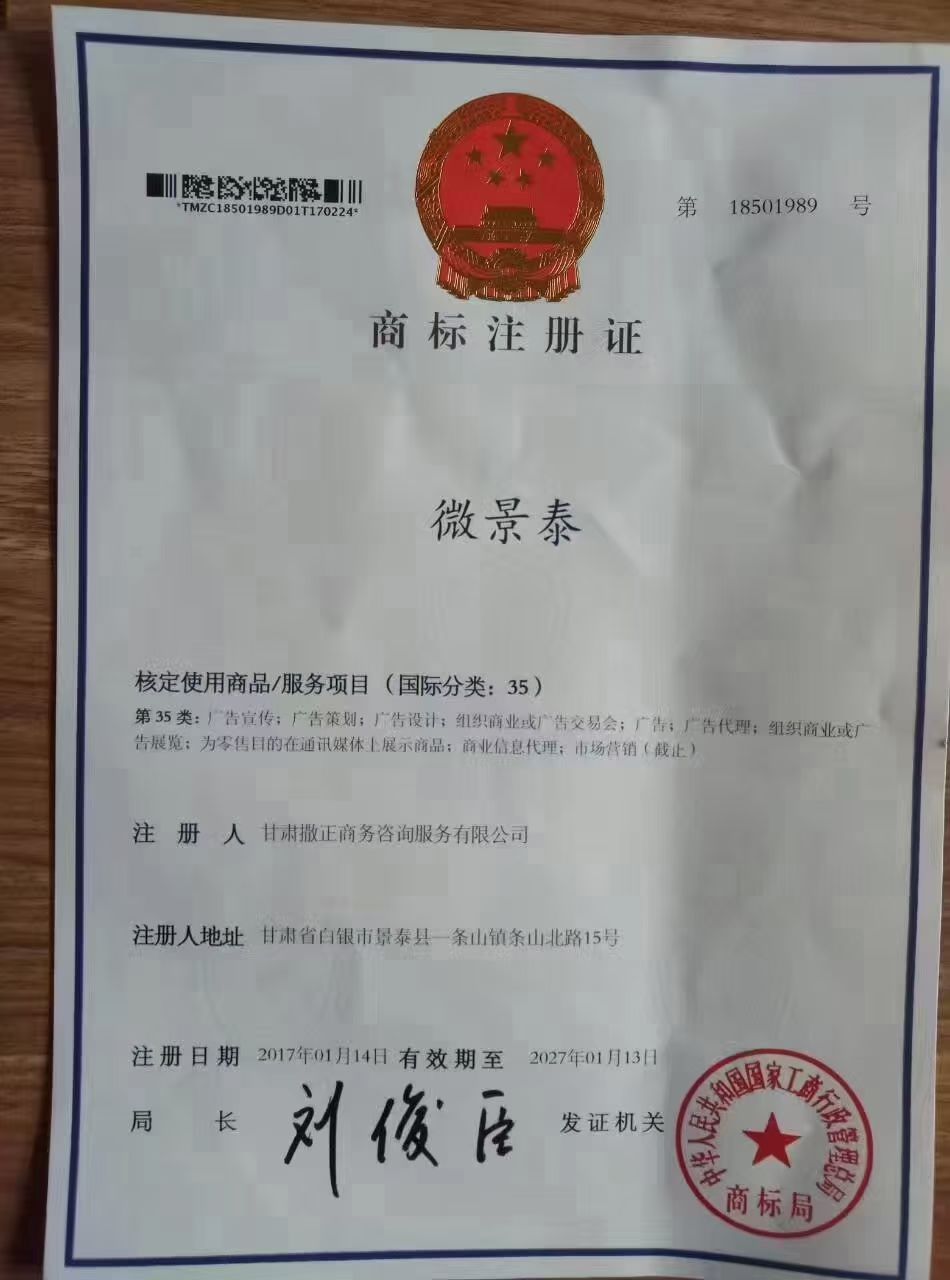 *TMZC18501989D01T170224*
第 18501989 号
商标注册证
微景泰
核定使用商品/服务项目（国际分类：35）
第 35 类：广告宣传；广告策划；广告设计；组织商业或广告交易会；广告；广告代理；组织商业或广
告展览；为零售目的在通讯媒体上展示商品；商业信息代理；市场营销（截止）
注 册 人 甘肃撒正商务咨询服务有限公司
注册人地址 甘肃省白银市景泰县一条山镇条山北路15号
注册日期 2017年01月14日 有效期至 2027年01月13日
局 长 刘俊臣 发证机关
中华人民共和国国家工商行政管理总局
商标局